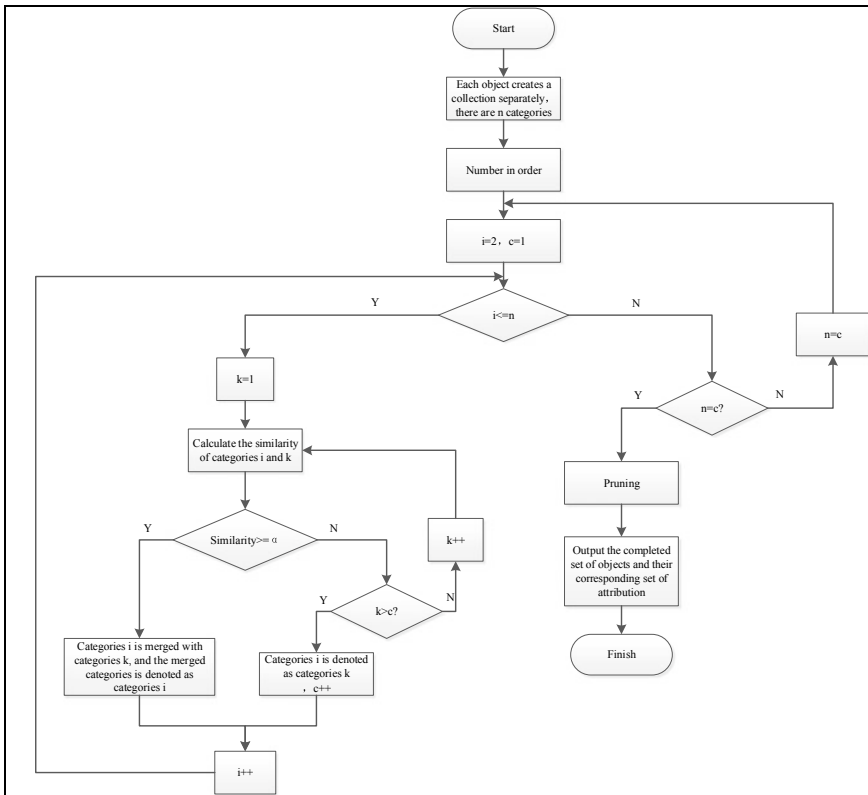 Start
Each object creates a
collection separately，
there are n categories
Number in order
i=2，c=1
i<=n
Y
N
n=c
k=1
n=c?
Y
N
Calculate the similarity
of categories i and k
Pruning
Similarity>= α
Y
N
k++
Output the completed
set of objects and their
corresponding set of
attribution
k>c?
Y
N
Categories i is merged with
categories k, and the merged
categories is denoted as
categories i
Categories i is denoted
as categories k
，c++
Finish
i++